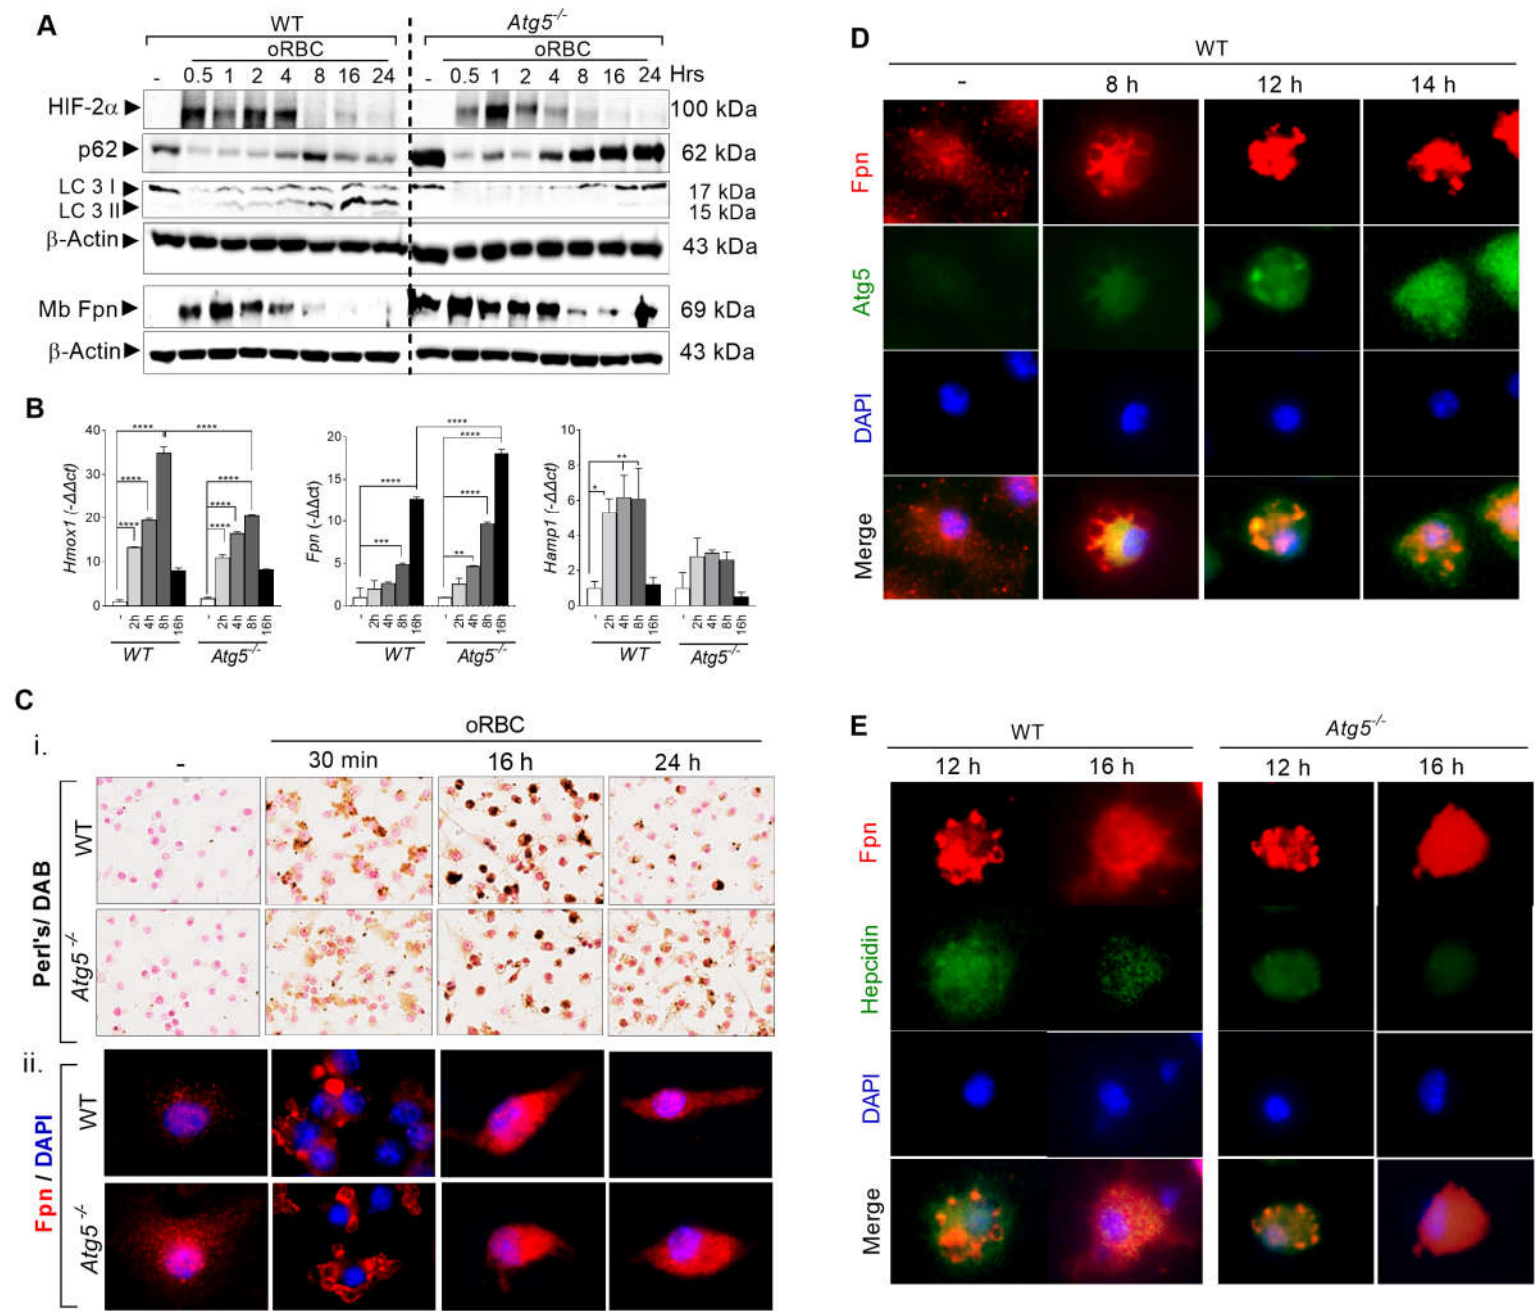 A
WT
Atg5-/-
oRBC
oRBC
- 0.5 1 2 4 8 16 24 - 0.5 1 2 4 8 16 24 Hrs
HIF-2α
100 kDa
p62
62 kDa
LC 3 I
17 kDa
LC 3 II
15 kDa
β-Actin
43 kDa
Mb Fpn
69 kDa
β-Actin
43 kDa
B
Hmox1 (-ΔΔct)
40
30
20
10
0
**** ****
****
****
****
****
****
- 2h 4h 8h 16h - 2h 4h 8h 16h
WT Atg5-/-
Fpn (-ΔΔct)
20
15
10
5
0
****
****
****
****
***
**
- 2h 4h 8h 16h - 2h 4h 8h 16h
WT Atg5-/-
Hamp1 (-ΔΔct)
10
8
6
4
2
0
**
*
- 2h 4h 8h 16h - 2h 4h 8h 16h
WT Atg5-/-
C
oRBC
i.
- 30 min 16 h 24 h
Perl's/ DAB
WT
Atg5 -/-
ii.
Fpn / DAPI
WT
Atg5 -/-
D
WT
- 8 h 12 h 14 h
Fpn
Atg5
DAPI
Merge
E
WT Atg5-/-
12 h 16 h 12 h 16 h
Fpn
Hepcidin
DAPI
Merge